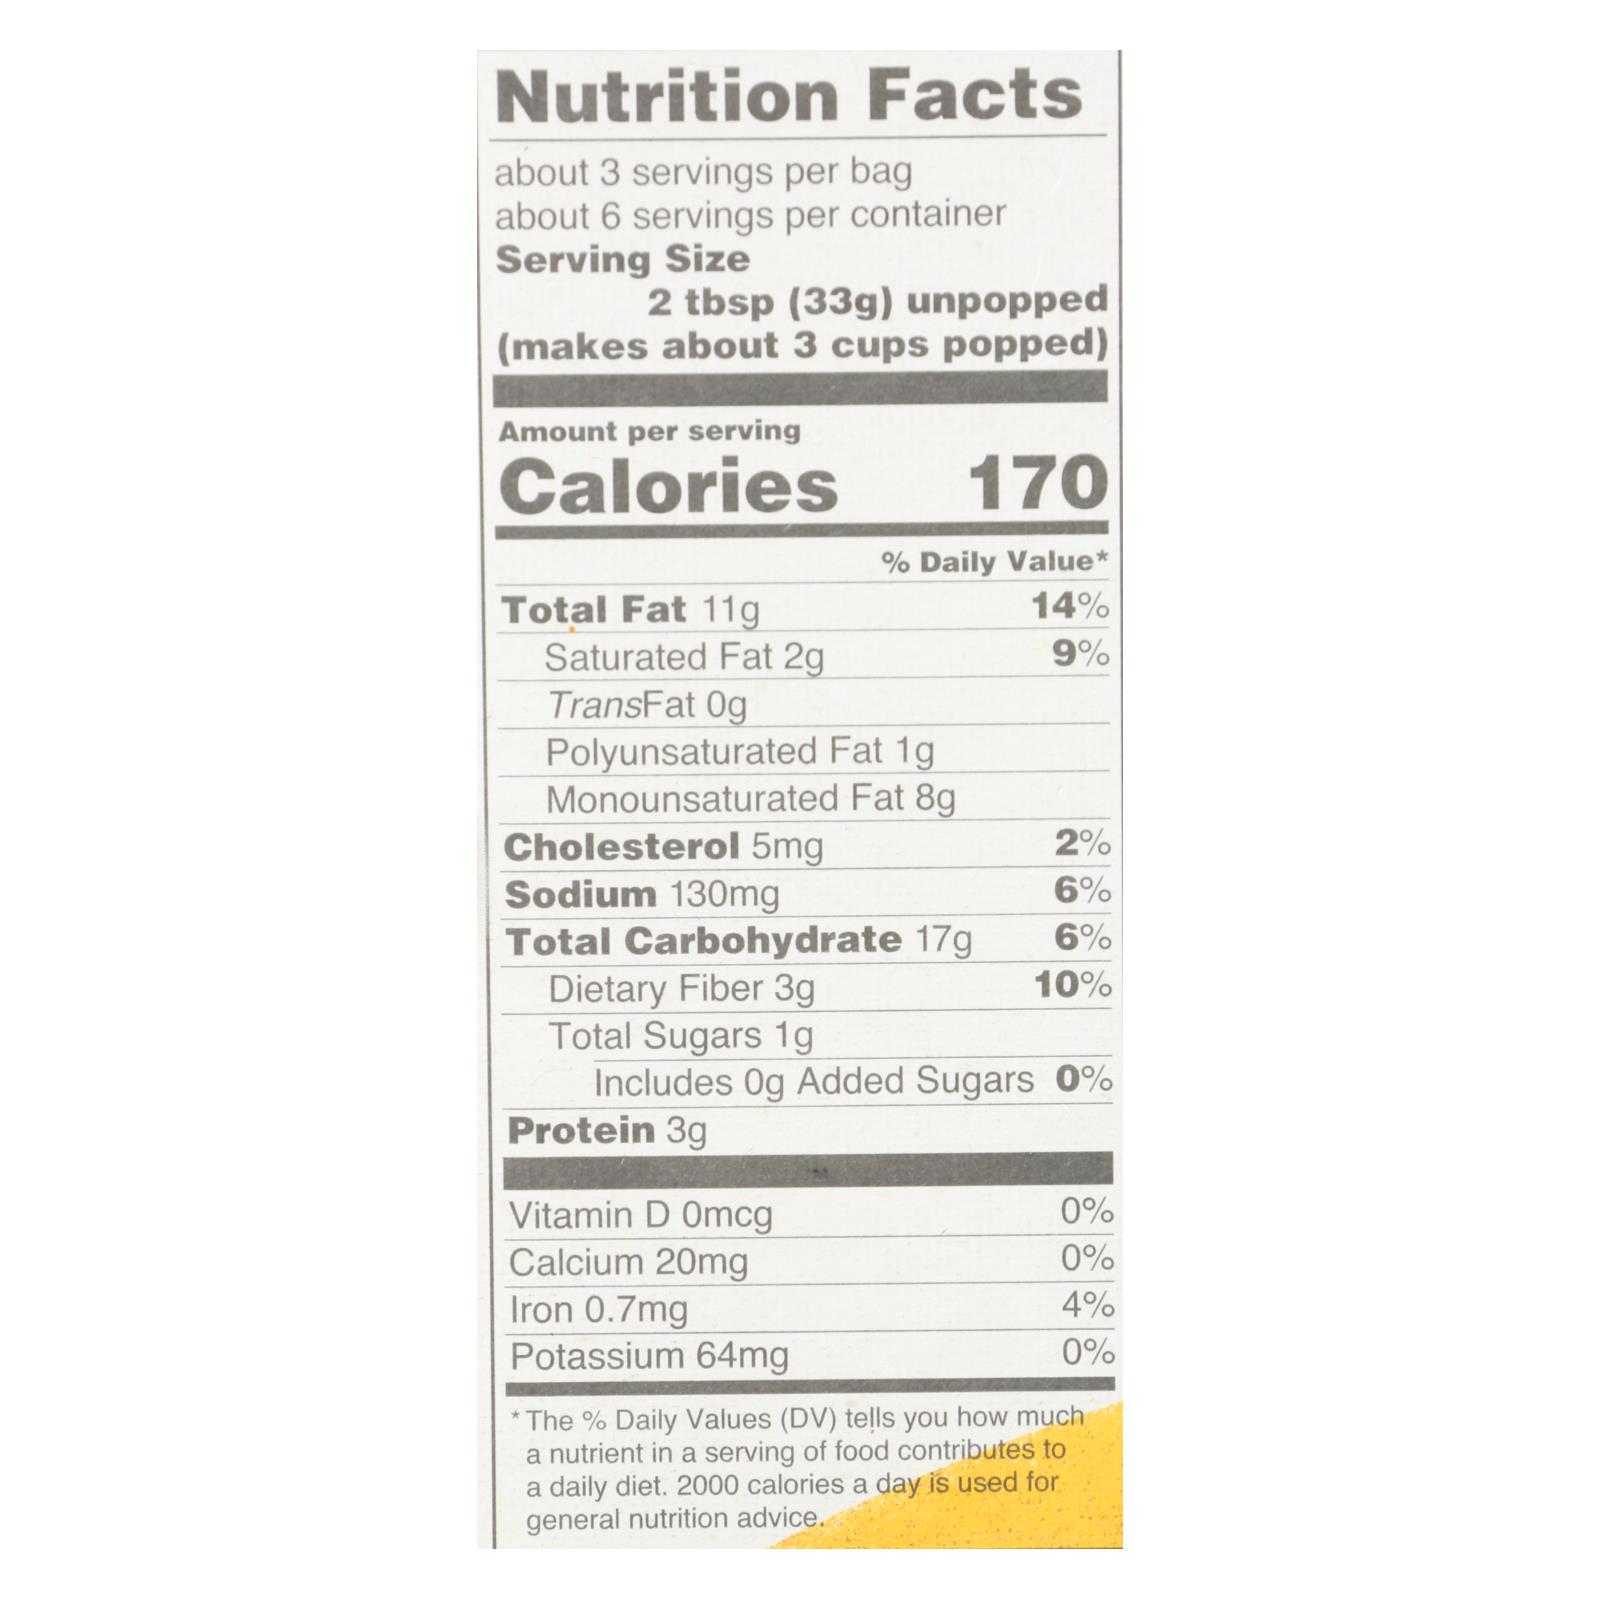 Nutrition Facts
about 3 servings per bag
about 6 servings per container
Serving Size
2 tbsp (33g) unpopped
(makes about 3 cups popped)
Amount per serving
Calories 170
% Daily Value*
Total Fat 11g 14%
Saturated Fat 2g 9%
TransFat 0g
Polyunsaturated Fat 1g
Monounsaturated Fat 8g
Cholesterol 5mg 2%
Sodium 130mg 6%
Total Carbohydrate 17g 6%
Dietary Fiber 3g 10%
Total Sugars 1g
Includes 0g Added Sugars 0%
Protein 3g
Vitamin D 0mcg 0%
Calcium 20mg 0%
Iron 0.7mg 4%
Potassium 64mg 0%
* The % Daily Values (DV) tells you how much
a nutrient in a serving of food contributes to
a daily diet. 2000 calories a day is used for
general nutrition advice.